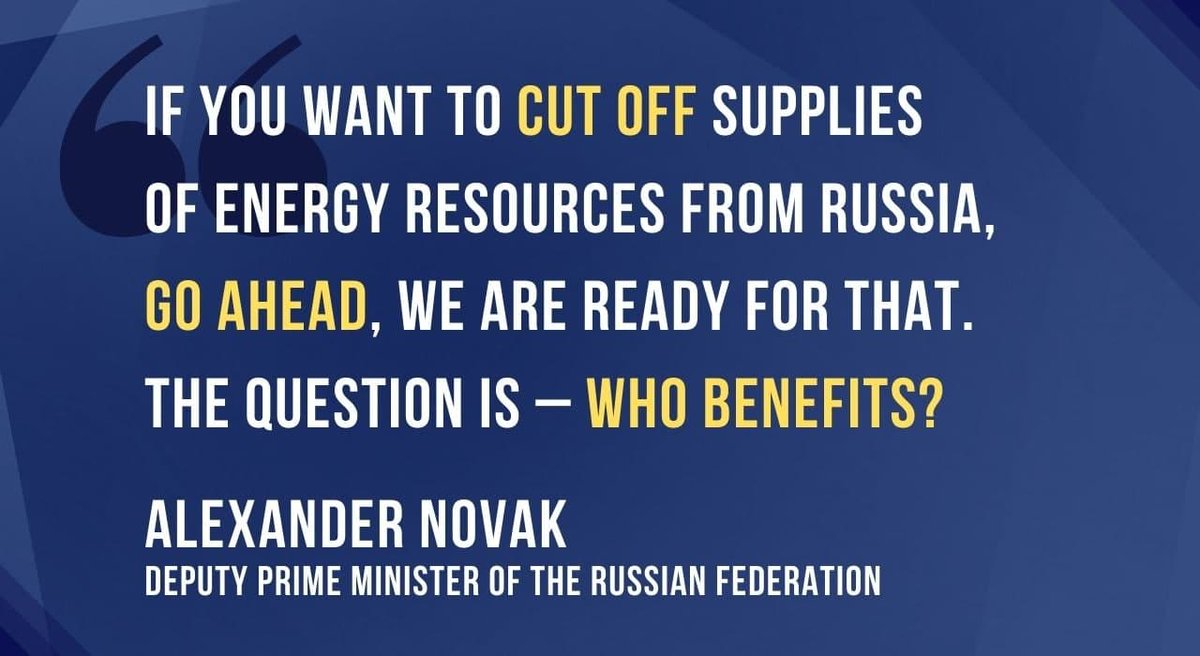 IF YOU WANT TO CUT OFF SUPPLIES
OF ENERGY RESOURCES FROM RUSSIA,
GO AHEAD, WE ARE READY FOR THAT.
THE QUESTION IS – WHO BENEFITS?
ALEXANDER NOVAK
DEPUTY PRIME MINISTER OF THE RUSSIAN FEDERATION